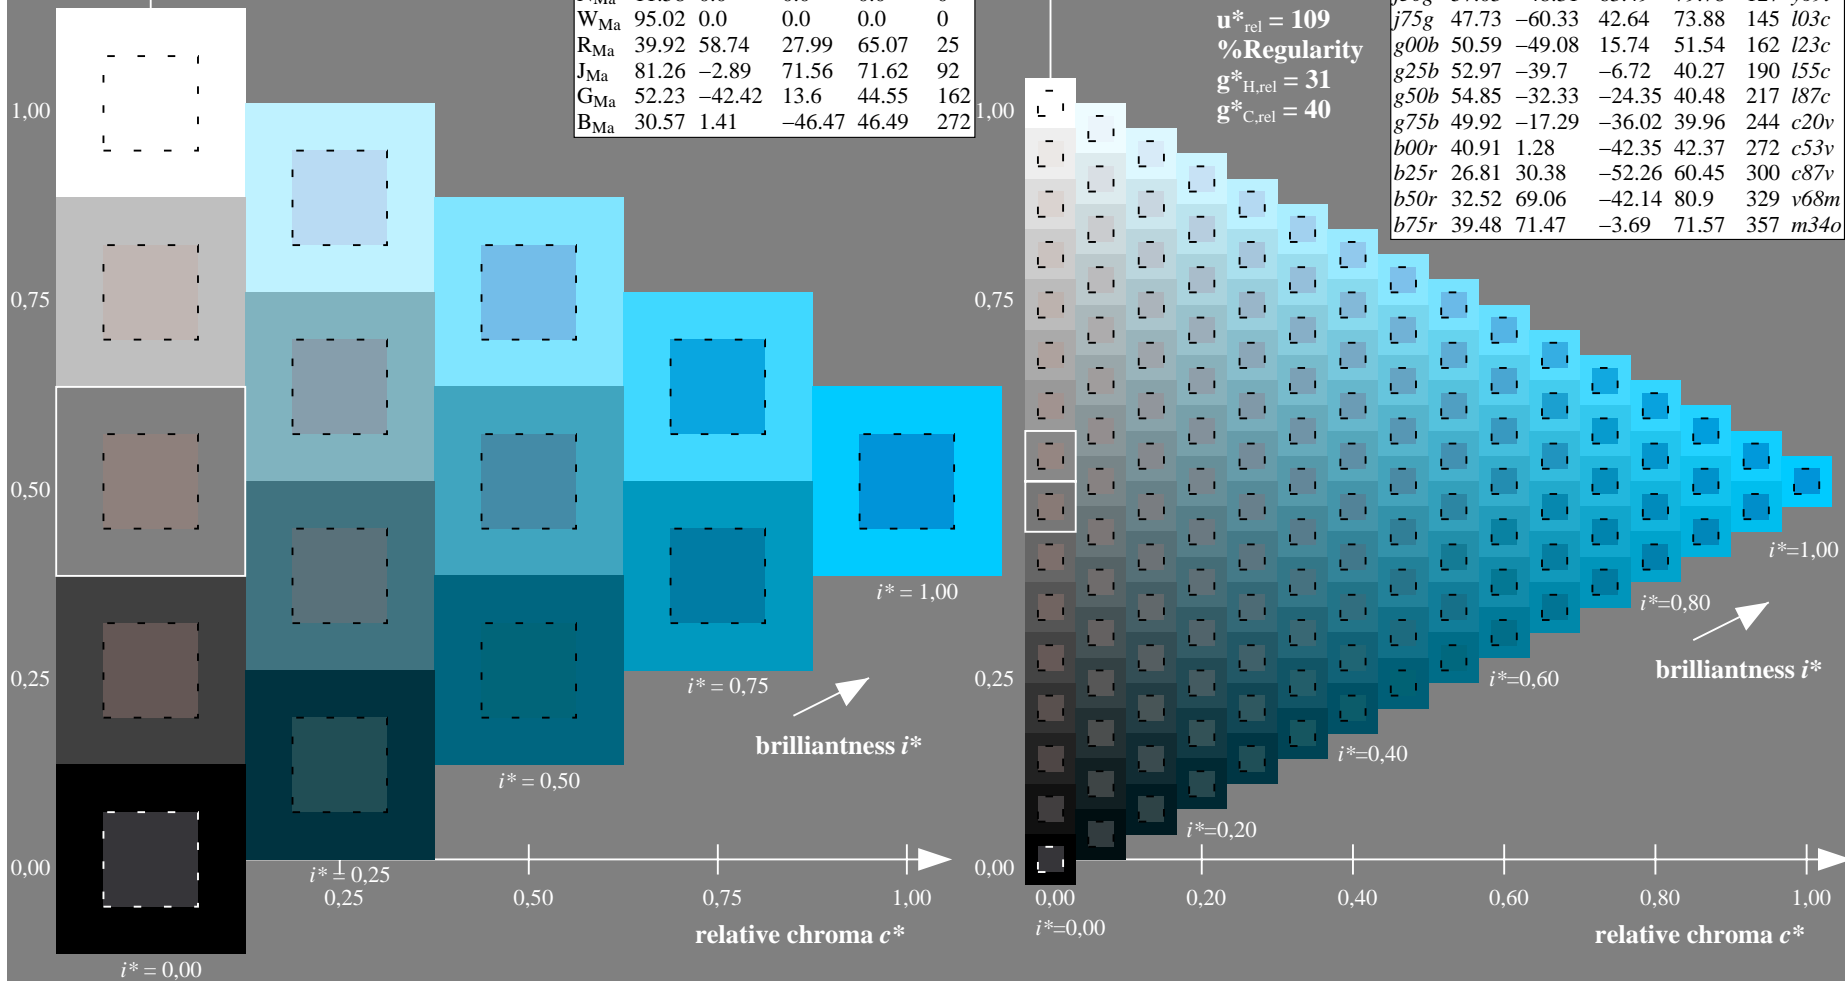 W_Ma 95.02 0.0 0.0 0.0 0
R_Ma 39.92 58.74 27.99 65.07 25
J_Ma 81.26 −2.89 71.56 71.62 92
G_Ma 52.23 −42.42 13.6 44.55 162
B_Ma 30.57 1.41 −46.47 46.49 272
1,00
0,75
0,50
0,25
0,00
i* = 1,00
i* = 0,75
brilliantness i*
i* = 0,50
i* = 0,25
0,25 0,50 0,75 1,00
relative chroma c*
i* = 0,00
u*rel = 109
%Regularity
g*H,rel = 31
g*C,rel = 40
j75g 47.73 −60.33 42.64 73.88 145 l03c
g00b 50.59 −49.08 15.74 51.54 162 l23c
g25b 52.97 −39.7 −6.72 40.27 190 l55c
g50b 54.85 −32.33 −24.35 40.48 217 l87c
g75b 49.92 −17.29 −36.02 39.96 244 c20v
b00r 40.91 1.28 −42.35 42.37 272 c53v
b25r 26.81 30.38 −52.26 60.45 300 c87v
b50r 32.52 69.06 −42.14 80.9 329 v68m
b75r 39.48 71.47 −3.69 71.57 357 m34o
1,00
0,75
0,25
0,00
i*=1,00
i*=0,80
brilliantness i*
i*=0,60
i*=0,40
i*=0,20
0,00 0,20 0,40 0,60 0,80 1,00
i*=0,00
relative chroma c*